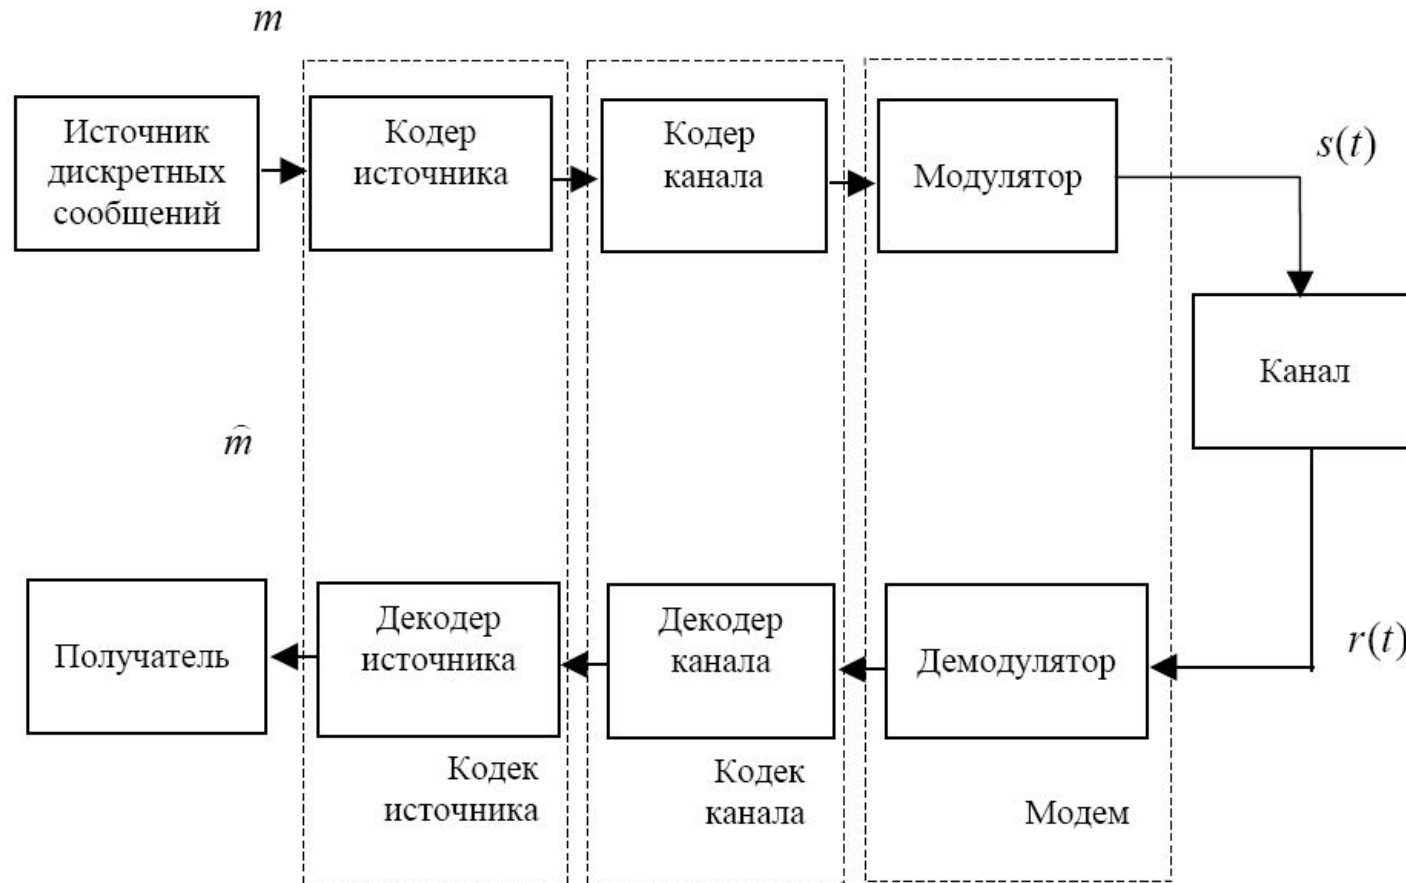 m
Источник
дискретных
сообщений
Кодер
источника
Кодер
канала
Модулятор
s(t)
Канал
m̂
Получатель
Декодер
источника
Декодер
канала
Демодулятор
r(t)
Кодек
источника
Кодек
канала
Модем